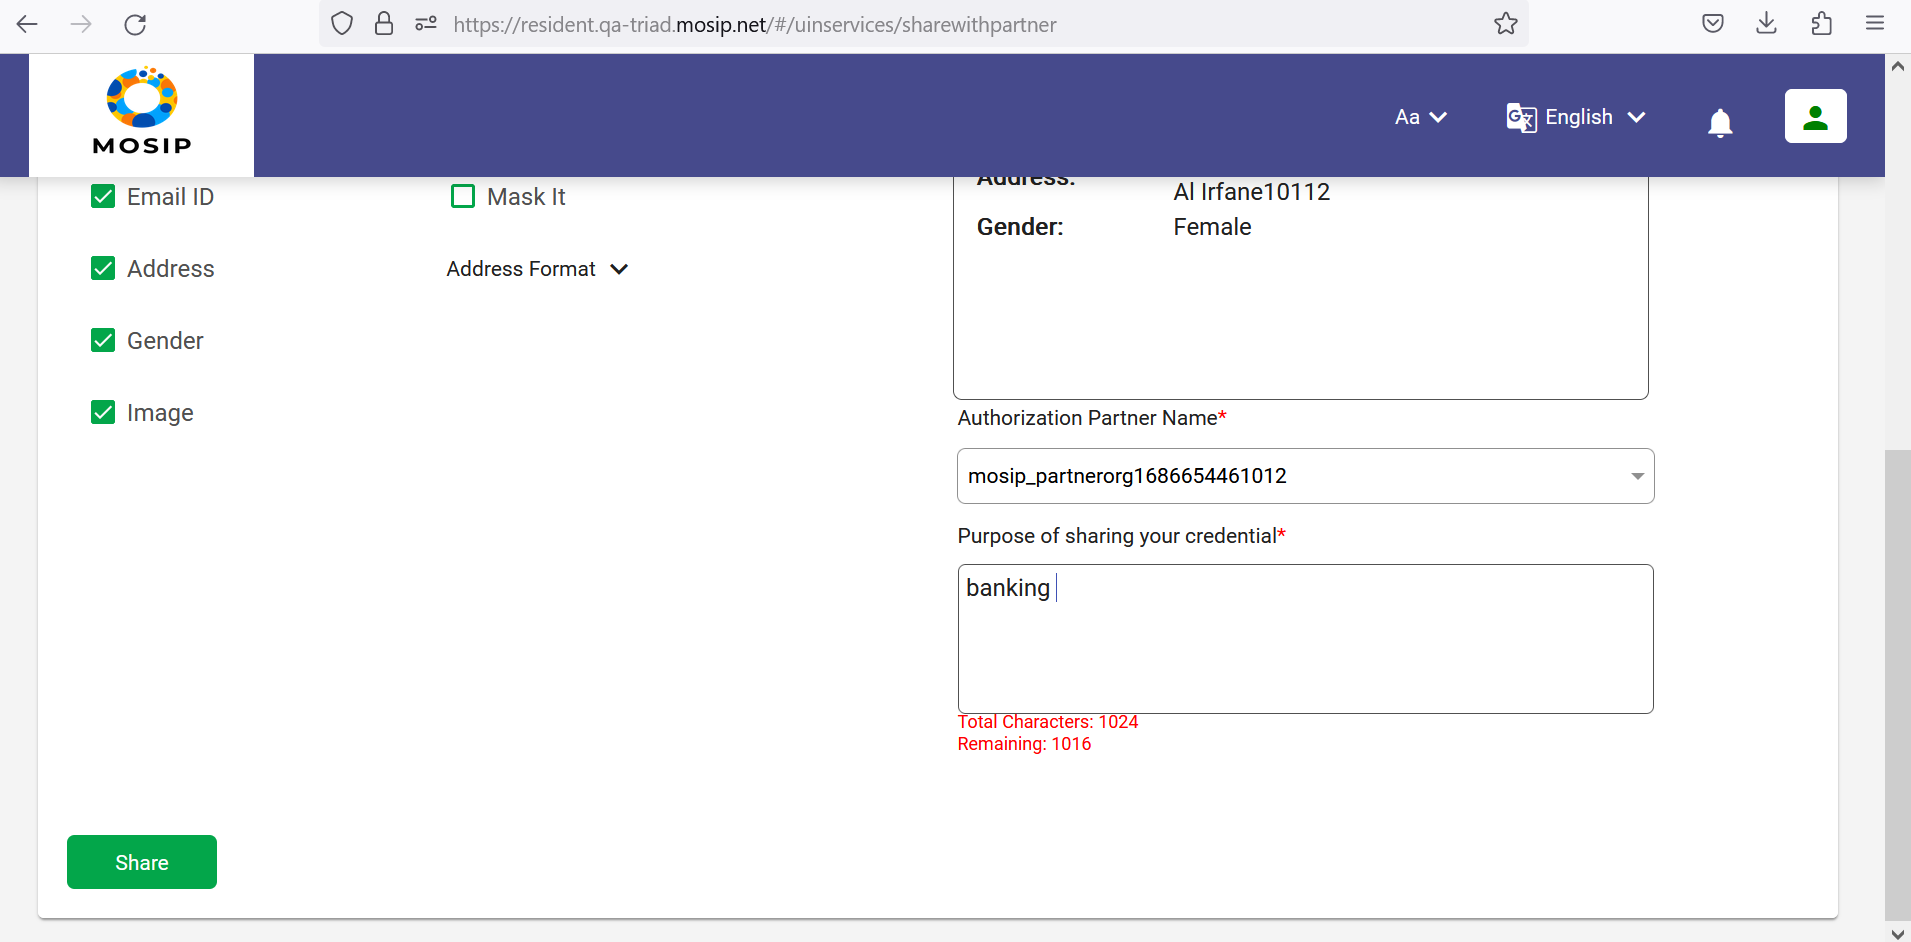 https://resident.qa-triad.mosip.net/#/uinservices/sharewithpartner
MOSIP
Aa
English
Email ID
Mask It
Address
Address Format
Gender
Image
Address:
Al Irfane10112
Gender: Female
Authorization Partner Name*
mosip_partnerorg1686654461012
Purpose of sharing your credential*
banking
Total Characters: 1024
Remaining: 1016
Share